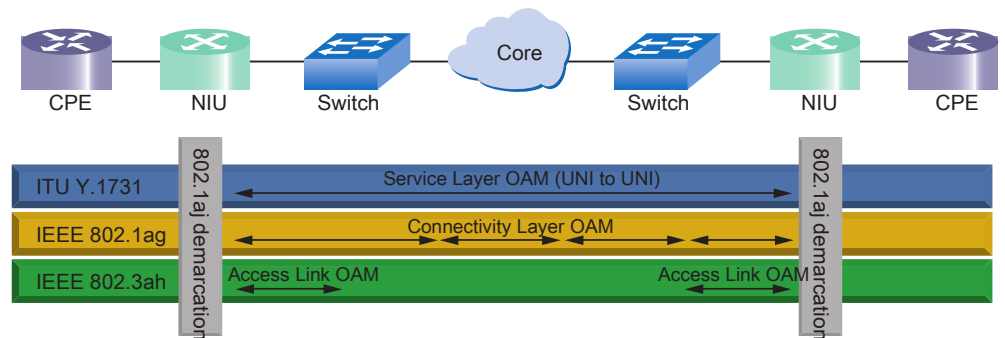 Core
CPE
NIU
Switch
Switch
NIU
CPE
802.1aj demarcation
802.1aj demarcation
ITU Y.1731
Service Layer OAM (UNI to UNI)
IEEE 802.1ag
Connectivity Layer OAM
IEEE 802.3ah
Access Link OAM
Access Link OAM